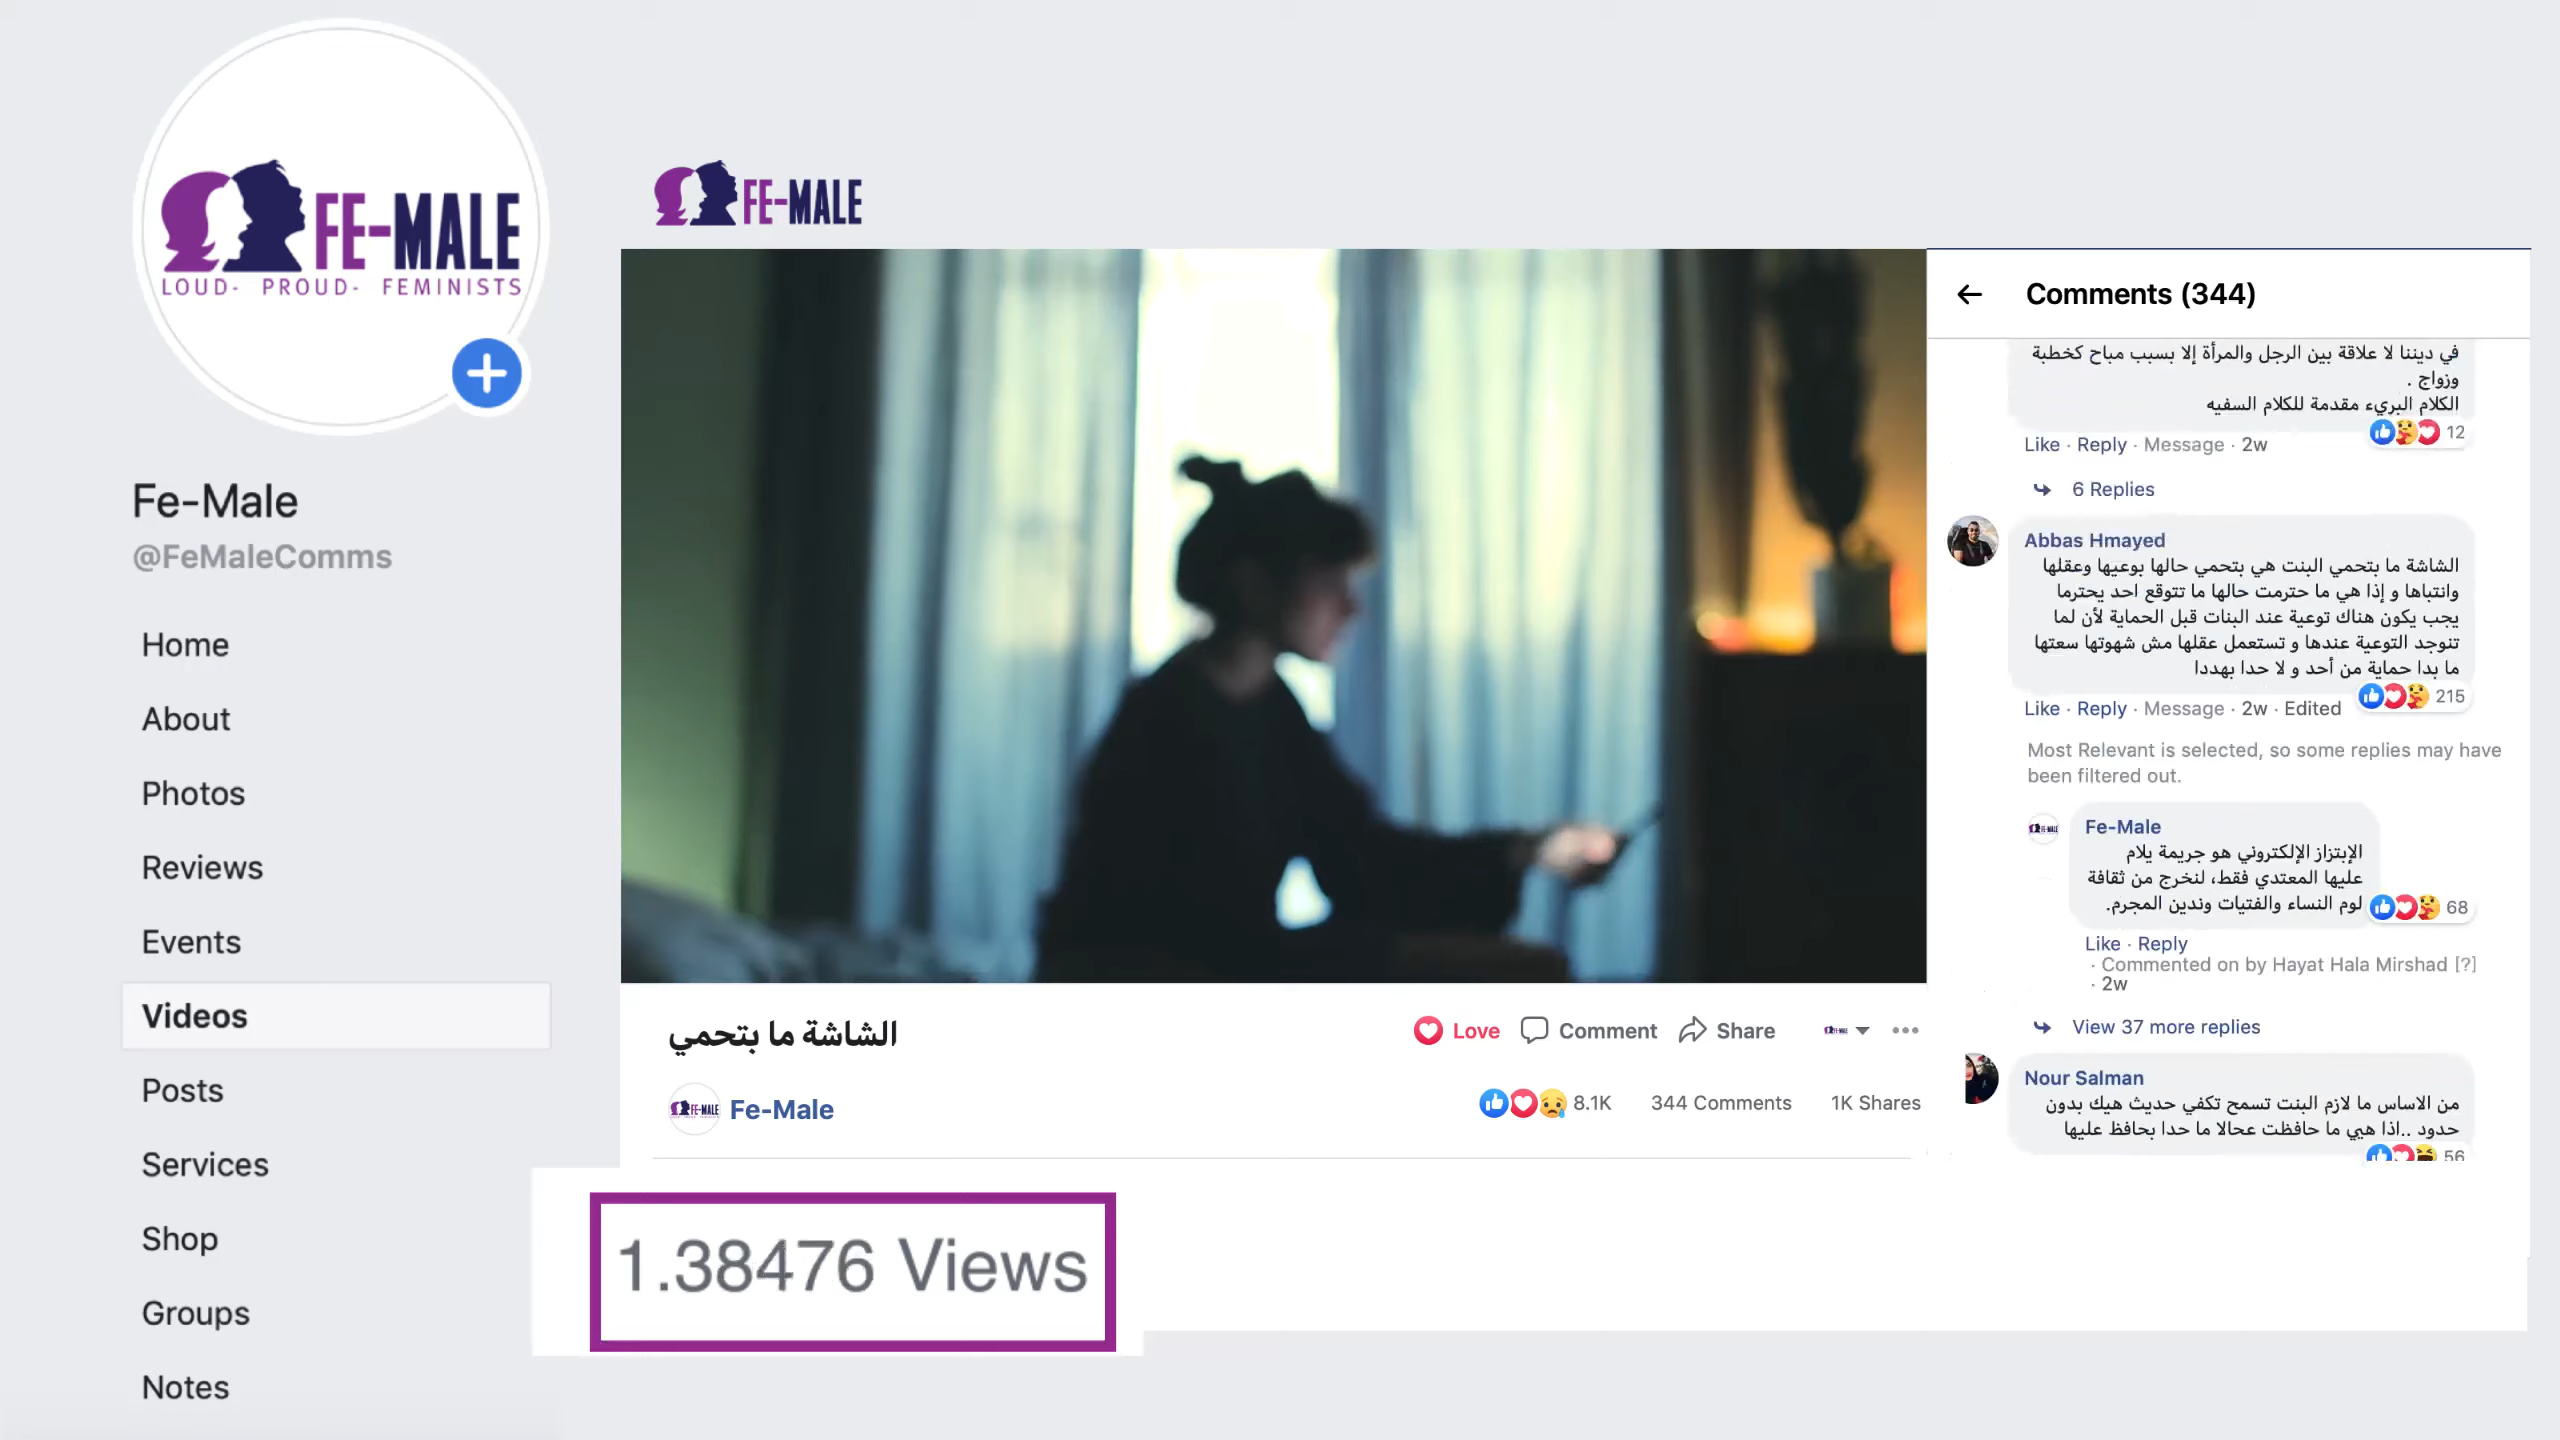 FE-MALE
LOUD- PROUD- FEMINISTS
Fe-Male
@FeMaleComms
Home
About
Photos
Reviews
Events
Videos
Posts
Services
Shop
Groups
Notes
FE-MALE
الشاشة ما بتحمي
Love
Comment
Share
FE-MALE
Fe-Male
8.1K
344 Comments
1K Shares
1.38476 Views
Comments (344)
في ديننا لا علاقة بين الرجل والمرأة إلا بسبب مباح كخطبة
وزواج .
الكلام البريء مقدمة للكلام السفيه
12
Like · Reply · Message · 2w
6 Replies
Abbas Hmayed
الشاشة ما بتحمي البنت هي بتحمي حالها بوعيها وعقلها
وانتباها و إذا هي ما حترمت حالها ما تتوقع احد يحترما
يجب يكون هناك توعية عند البنات قبل الحماية لأن لما
تنوجد التوعية عندها و تستعمل عقلها مش شهوتها سعتها
ما بدا حماية من أحد و لا حدا بهددا
215
Like · Reply · Message · 2w · Edited
Most Relevant is selected, so some replies may have
been filtered out.
Fe-Male
الإبتزاز الإلكتروني هو جريمة يلام
عليها المعتدي فقط، لنخرج من ثقافة
لوم النساء والفتيات وندين المجرم.
68
Like · Reply
· Commented on by Hayat Hala Mirshad [?]
· 2w
View 37 more replies
Nour Salman
من الاساس ما لازم البنت تسمح تكفي حديث هيك بدون
حدود ..اذا هيي ما حافظت عحالا ما حدا بحافظ عليها
56